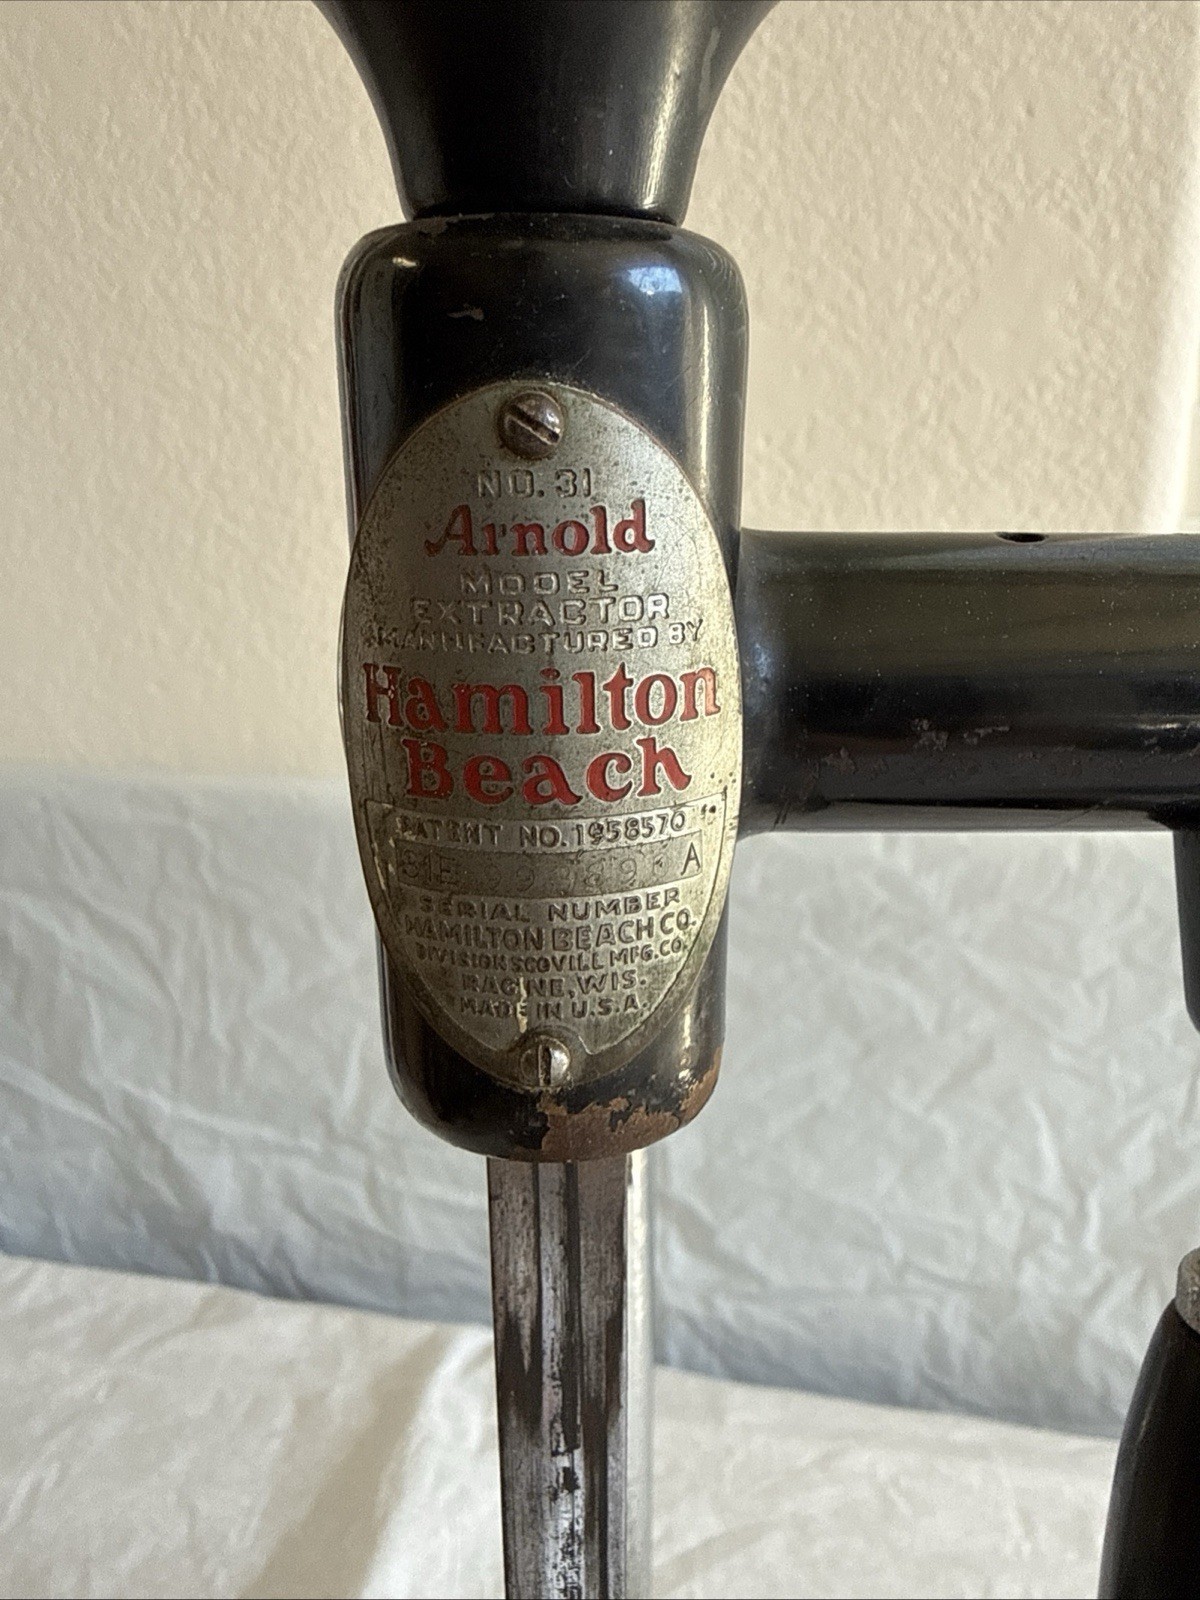 NO. 31
Arnold
MODEL
EXTRACTOR
MANUFACTURED BY
Hamilton
Beach
PATENT NO. 1958570
31E A
SERIAL NUMBER
HAMILTON BEACH CO.
DIVISION SCOVILL MFG. CO.
RACINE, WIS.
MADE IN U.S.A.